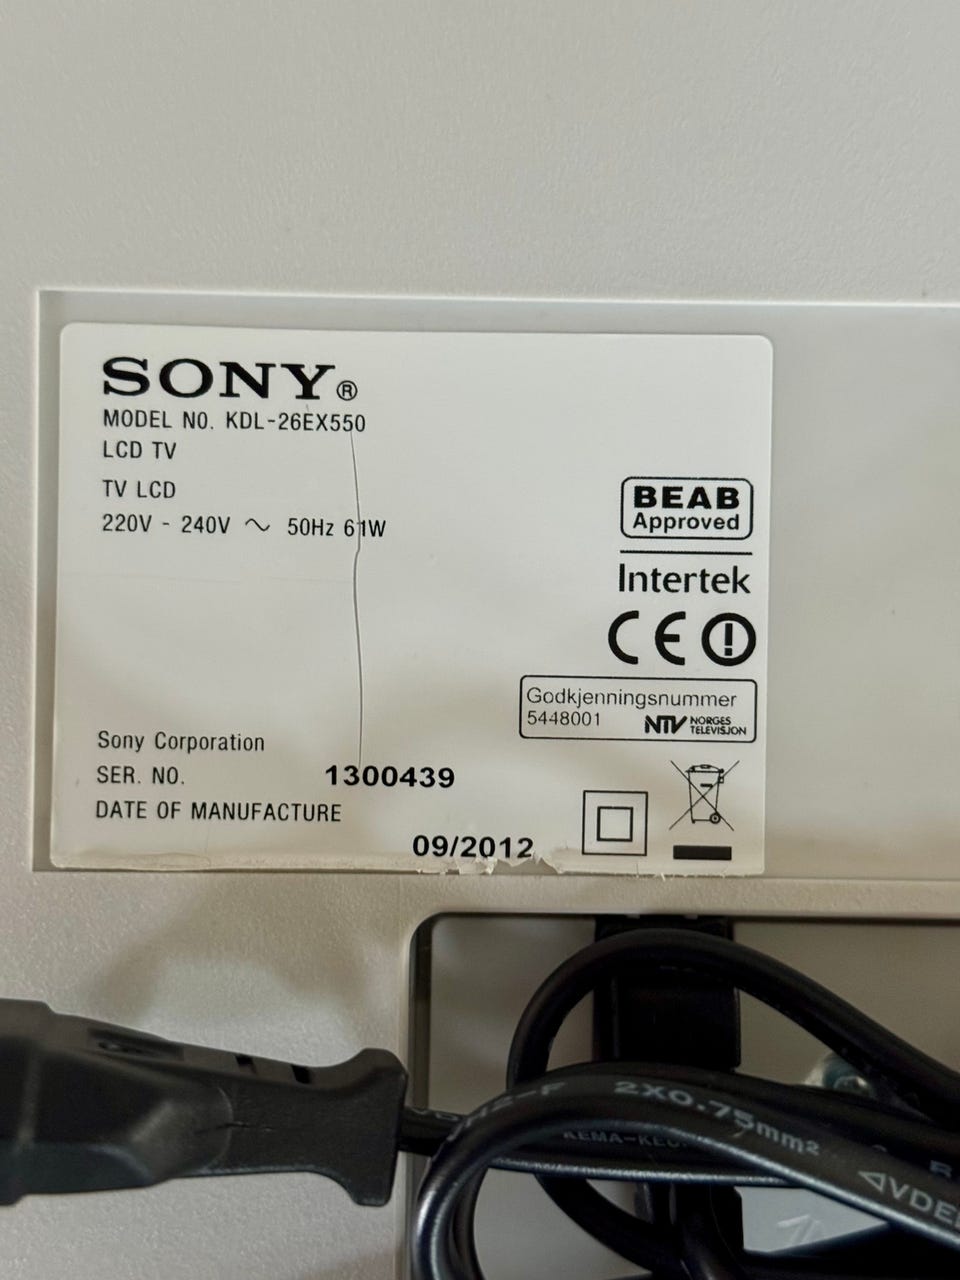 SONY®
MODEL NO. KDL-26EX550
LCD TV
TV LCD
220V - 240V ~ 50Hz 61W
BEAB
Approved
Intertek
CE
Godkjenningsnummer
5448001 NTV NORGES TELEVISJON
Sony Corporation
SER. NO. 1300439
DATE OF MANUFACTURE
09/2012
2X0.75mm²